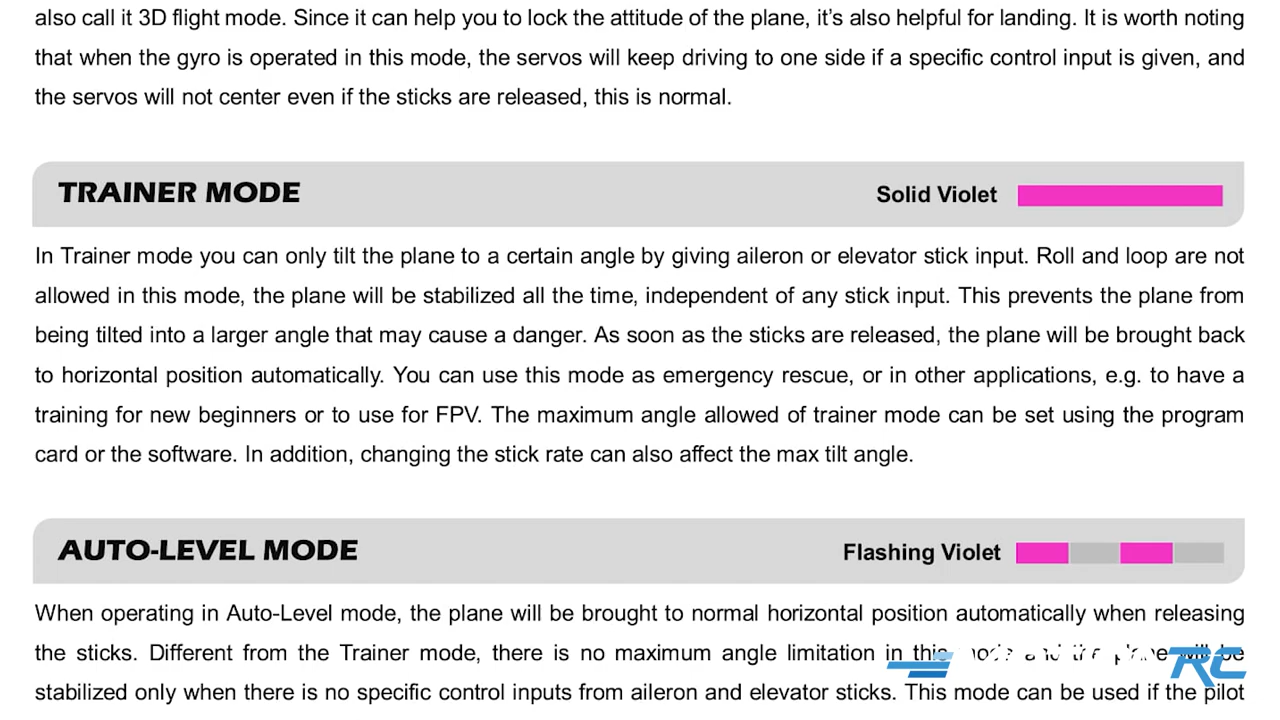 also call it 3D flight mode. Since it can help you to lock the attitude of the plane, it’s also helpful for landing. It is worth noting
that when the gyro is operated in this mode, the servos will keep driving to one side if a specific control input is given, and
the servos will not center even if the sticks are released, this is normal.
TRAINER MODE
Solid Violet
In Trainer mode you can only tilt the plane to a certain angle by giving aileron or elevator stick input. Roll and loop are not
allowed in this mode, the plane will be stabilized all the time, independent of any stick input. This prevents the plane from
being tilted into a larger angle that may cause a danger. As soon as the sticks are released, the plane will be brought back
to horizontal position automatically. You can use this mode as emergency rescue, or in other applications, e.g. to have a
training for new beginners or to use for FPV. The maximum angle allowed of trainer mode can be set using the program
card or the software. In addition, changing the stick rate can also affect the max tilt angle.
AUTO-LEVEL MODE
Flashing Violet
When operating in Auto-Level mode, the plane will be brought to normal horizontal position automatically when releasing
the sticks. Different from the Trainer mode, there is no maximum angle limitation in this mode and the plane will be
stabilized only when there is no specific control inputs from aileron and elevator sticks. This mode can be used if the pilot
RC